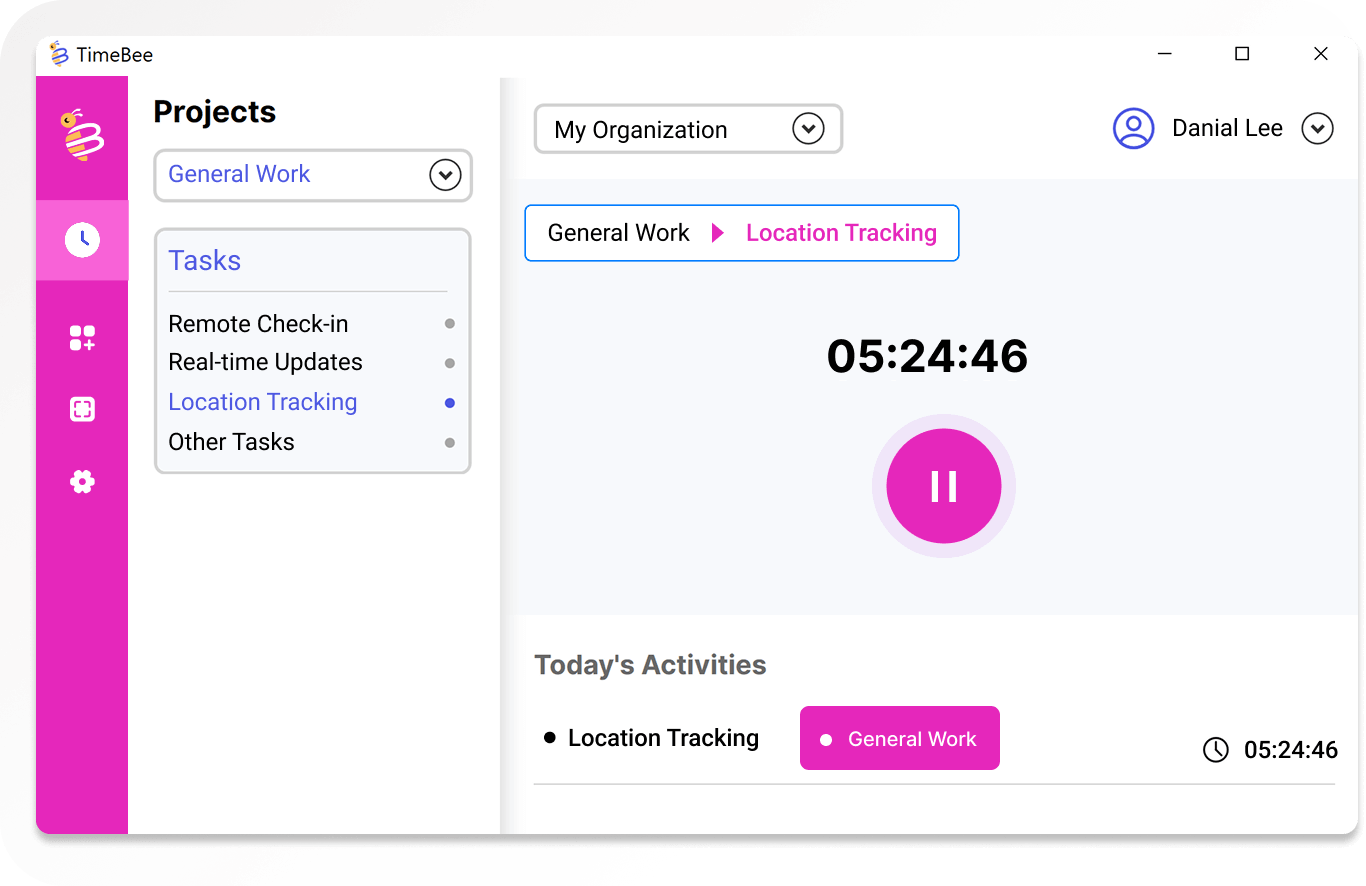 TimeBee
Projects
General Work
Tasks
Remote Check-in
Real-time Updates
Location Tracking
Other Tasks
My Organization
Danial Lee
General Work Location Tracking
05:24:46
Today's Activities
Location Tracking General Work 05:24:46